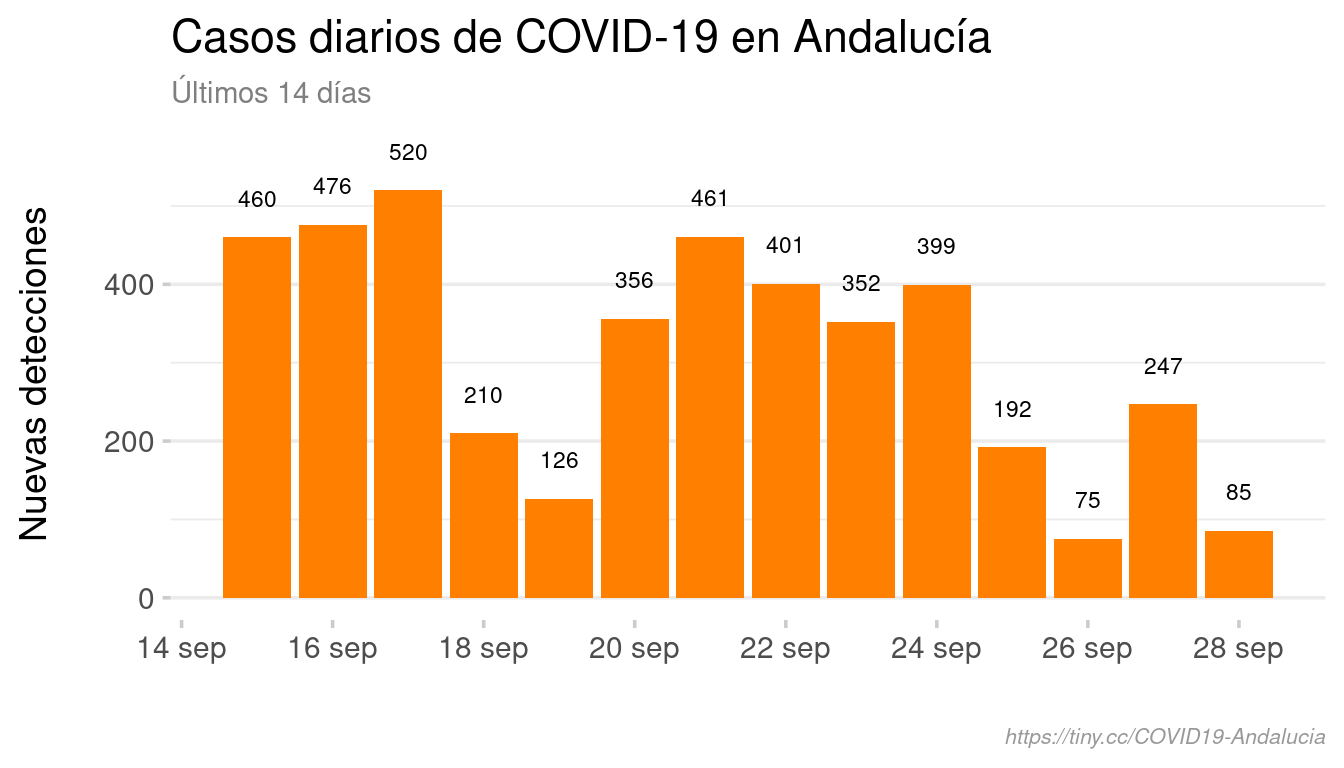 Casos diarios de COVID-19 en Andalucía
Últimos 14 días
Nuevas detecciones
460
476
520
210
126
356
461
401
352
399
192
75
247
85
400
200
0
14 sep
16 sep
18 sep
20 sep
22 sep
24 sep
26 sep
28 sep
https://tiny.cc/COVID19-Andalucia